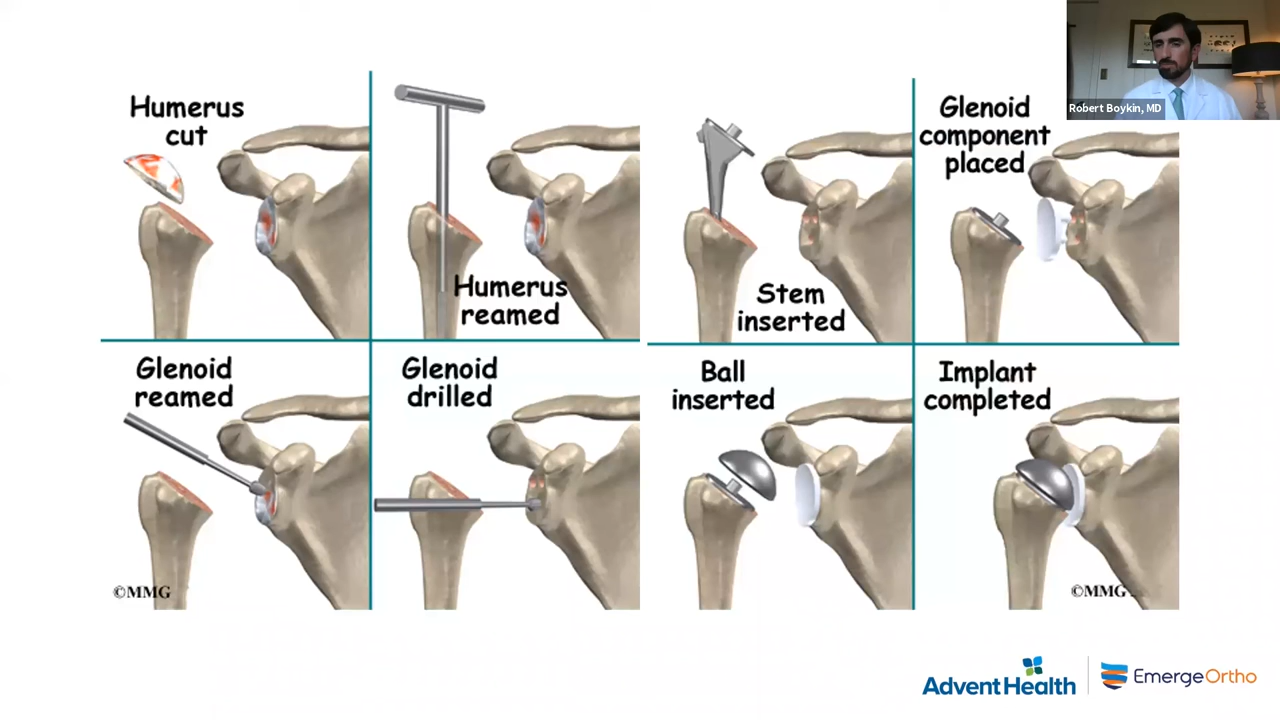 Robert Boykin, MD
Humerus
cut
Humerus
reamed
Glenoid
reamed
Glenoid
drilled
©MMG
Stem
inserted
Glenoid
component
placed
Ball
inserted
Implant
completed
©MMG
AdventHealth
EmergeOrtho